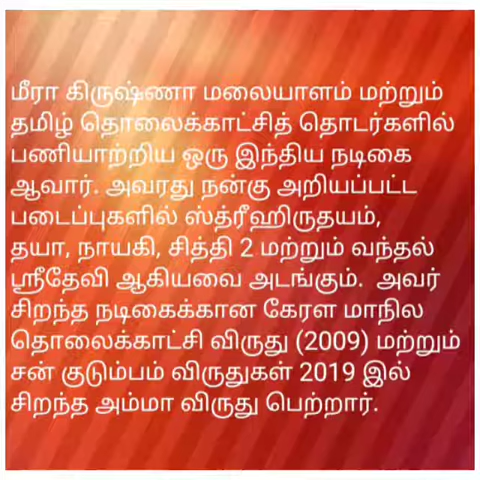 மீரா கிருஷ்ணா மலையாளம் மற்றும்
தமிழ் தொலைக்காட்சித் தொடர்களில்
பணியாற்றிய ஒரு இந்திய நடிகை
ஆவார். அவரது நன்கு அறியப்பட்ட
படைப்புகளில் ஸ்த்ரீஹிருதயம்,
தயா, நாயகி, சித்தி 2 மற்றும் வந்தல்
ஸ்ரீதேவி ஆகியவை அடங்கும். அவர்
சிறந்த நடிகைக்கான கேரள மாநில
தொலைக்காட்சி விருது (2009) மற்றும்
சன் குடும்பம் விருதுகள் 2019 இல்
சிறந்த அம்மா விருது பெற்றார்.